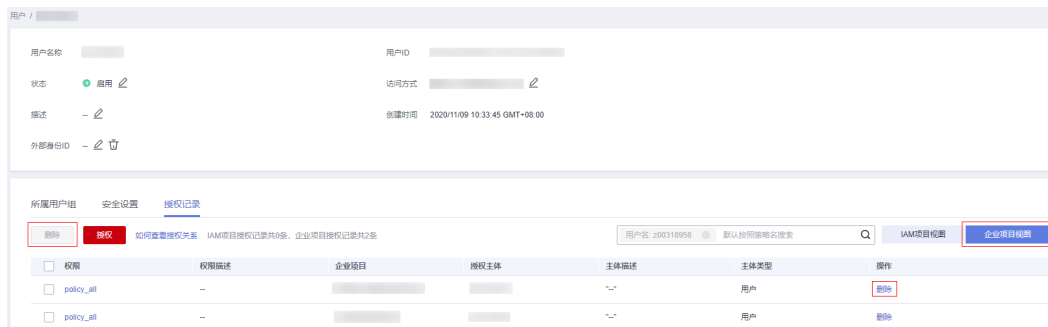 用户 /
用户名称 用户ID
状态 启用 访问方式
描述 -- 创建时间 2020/11/09 10:33:45 GMT+08:00
外部身份ID --
所属用户组 安全设置 授权记录
删除 授权 如何查看授权关系 IAM项目授权记录共0条、企业项目授权记录共2条 用户名: z00318958 默认按照策略名搜索 IAM项目视图 企业项目视图
权限 权限描述 企业项目 授权主体 主体描述 主体类型 操作
policy_all -- "--" 用户 删除
policy_all -- "--" 用户 删除